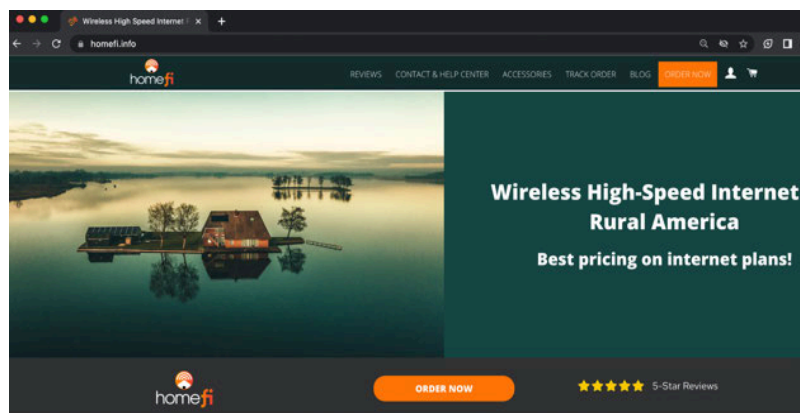 Wireless High Speed Internet
homefi.info
homefi
REVIEWS CONTACT & HELP CENTER ACCESSORIES TRACK ORDER BLOG ORDER NOW
Wireless High-Speed Internet
Rural America
Best pricing on internet plans!
homefi
ORDER NOW
5-Star Reviews